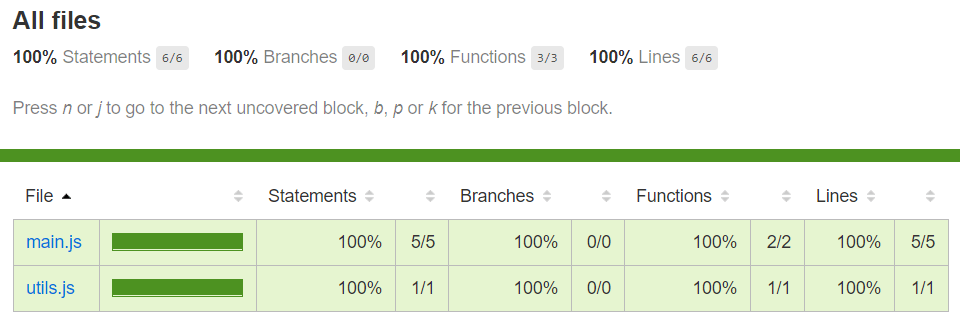 All files
100% Statements 6/6 100% Branches 0/0 100% Functions 3/3 100% Lines 6/6
Press n or j to go to the next uncovered block, b, p or k for the previous block.
File Statements Branches Functions Lines
main.js 100% 5/5 100% 0/0 100% 2/2 100% 5/5
utils.js 100% 1/1 100% 0/0 100% 1/1 100% 1/1